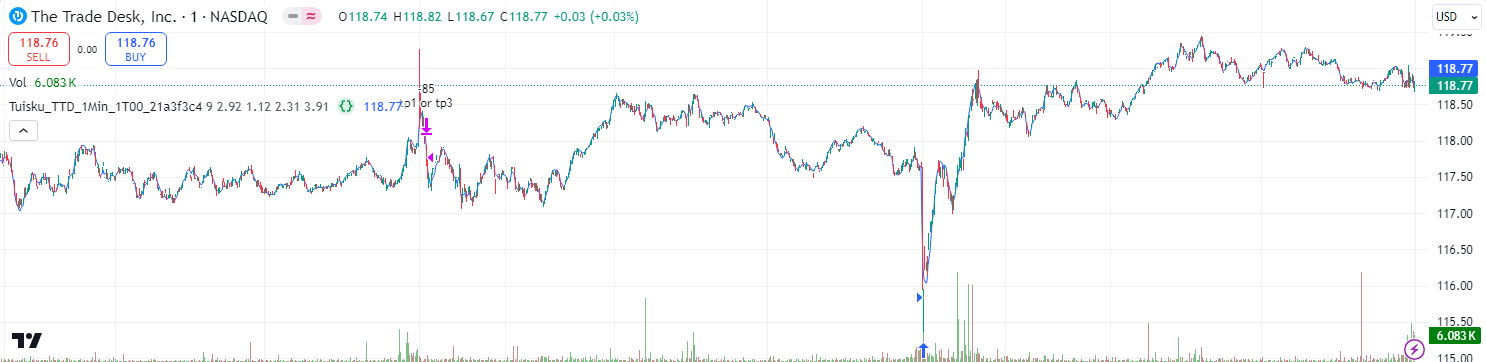 The Trade Desk, Inc. · 1 · NASDAQ O118.74 H118.82 L118.67 C118.77 +0.03 (+0.03%)
USD
118.76
SELL
0.00
118.76
BUY
Vol 6.083 K
Tuisku_TTD_1Min_1T00_21a3f3c4 9 2.92 1.12 2.31 3.91 {} 118.77
-85
tp1 or tp3
119.50
118.77
118.77
118.50
118.00
117.50
117.00
116.50
116.00
115.50
6.083 K
115.00